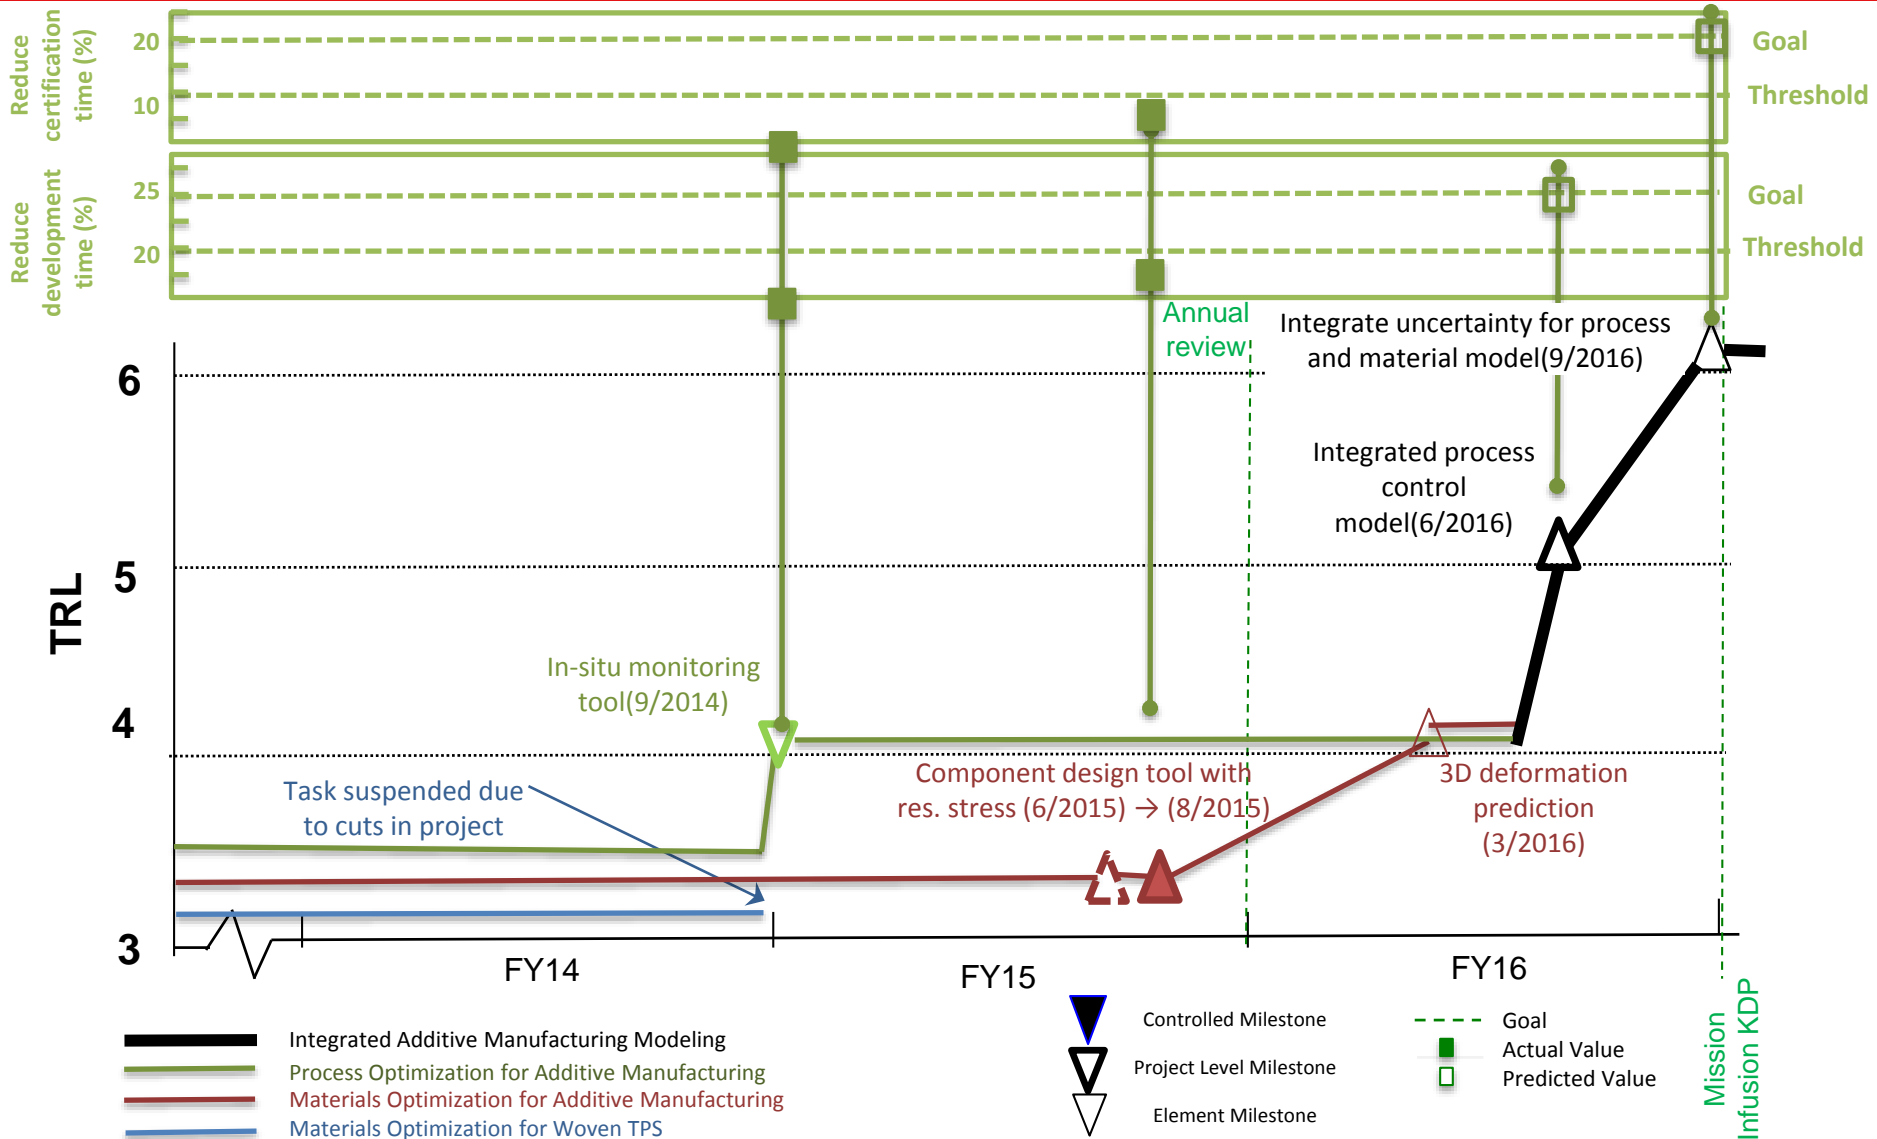 Reduce
certification
time (%)
20
10
Goal
Threshold
Reduce
development
time (%)
25
20
Goal
Threshold
Annual
review
Integrate uncertainty for process
and material model(9/2016)
6
Integrated process
control
model(6/2016)
5
TRL
In-situ monitoring
tool(9/2014)
4
Task suspended due
to cuts in project
Component design tool with
res. stress (6/2015) → (8/2015)
3D deformation
prediction
(3/2016)
3
FY14
FY15
FY16
Mission
Infusion KDP
Integrated Additive Manufacturing Modeling
Process Optimization for Additive Manufacturing
Materials Optimization for Additive Manufacturing
Materials Optimization for Woven TPS
Controlled Milestone
Project Level Milestone
Element Milestone
Goal
Actual Value
Predicted Value